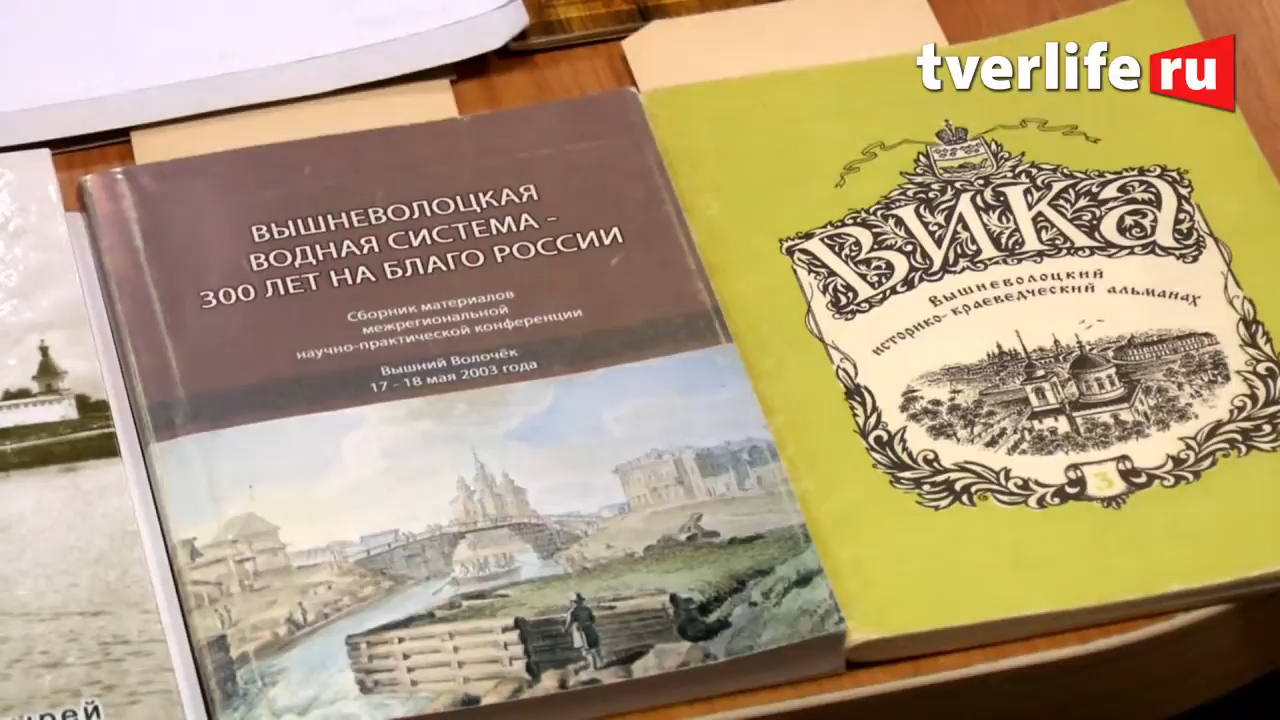 tverlife ru
ВЫШНЕВОЛОЦКАЯ
ВОДНАЯ СИСТЕМА -
300 ЛЕТ НА БЛАГО РОССИИ
Сборник материалов
межрегиональной
научно-практической конференции
Вышний Волочёк
17 - 18 мая 2003 года
ВИКА
Вышневолоцкий
историко-краеведческий альманах
3